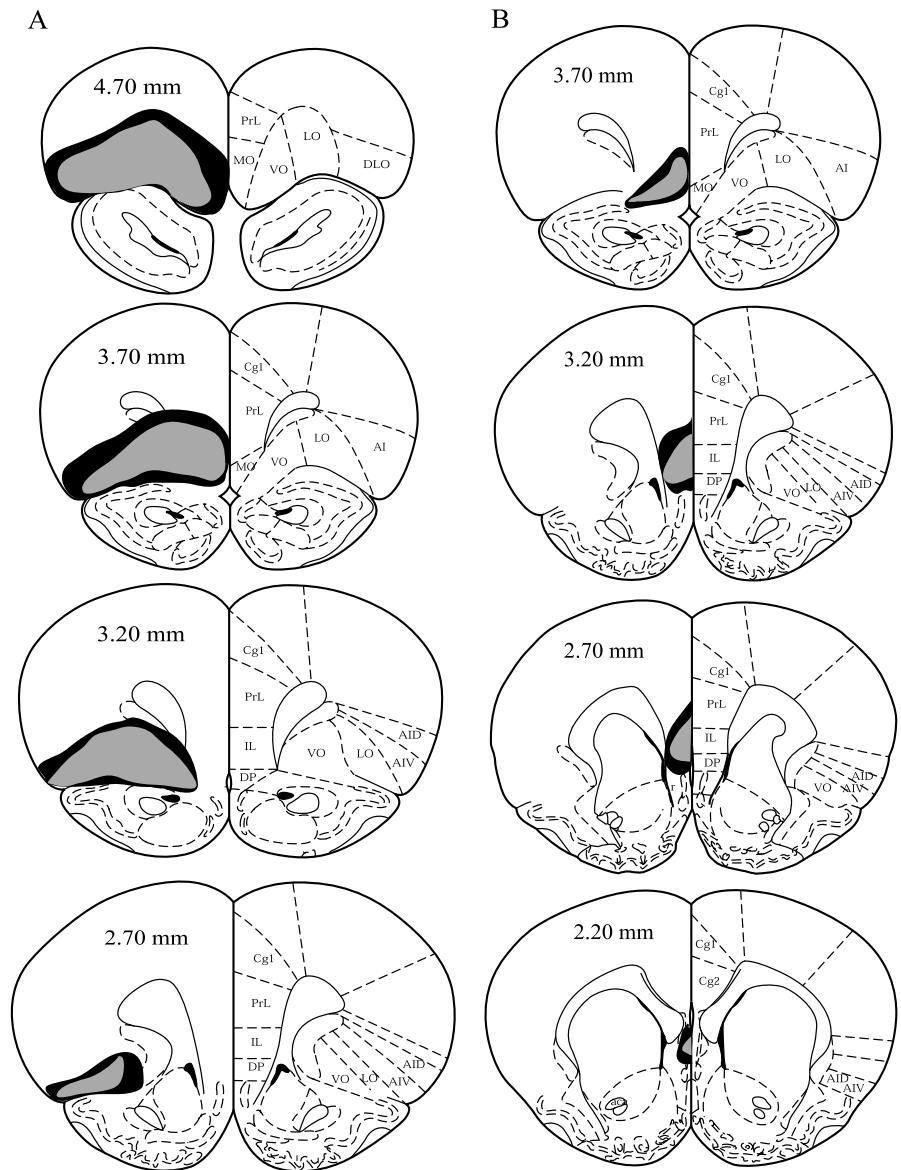 A
4.70 mm
PrL
LO
MO
VO
DLO
3.70 mm
Cg1
PrL
LO
MO
VO
AI
3.20 mm
Cg1
PrL
IL
VO
LO
AID
AIV
DP
2.70 mm
Cg1
PrL
IL
DP
VO
LO
AID
AIV
B
3.70 mm
Cg1
PrL
LO
MO
VO
AI
3.20 mm
Cg1
PrL
IL
DP
VO
LO
AID
AIV
2.70 mm
Cg1
PrL
IL
DP
r
VO
AID
AIV
2.20 mm
Cg1
Cg2
AID
AIV